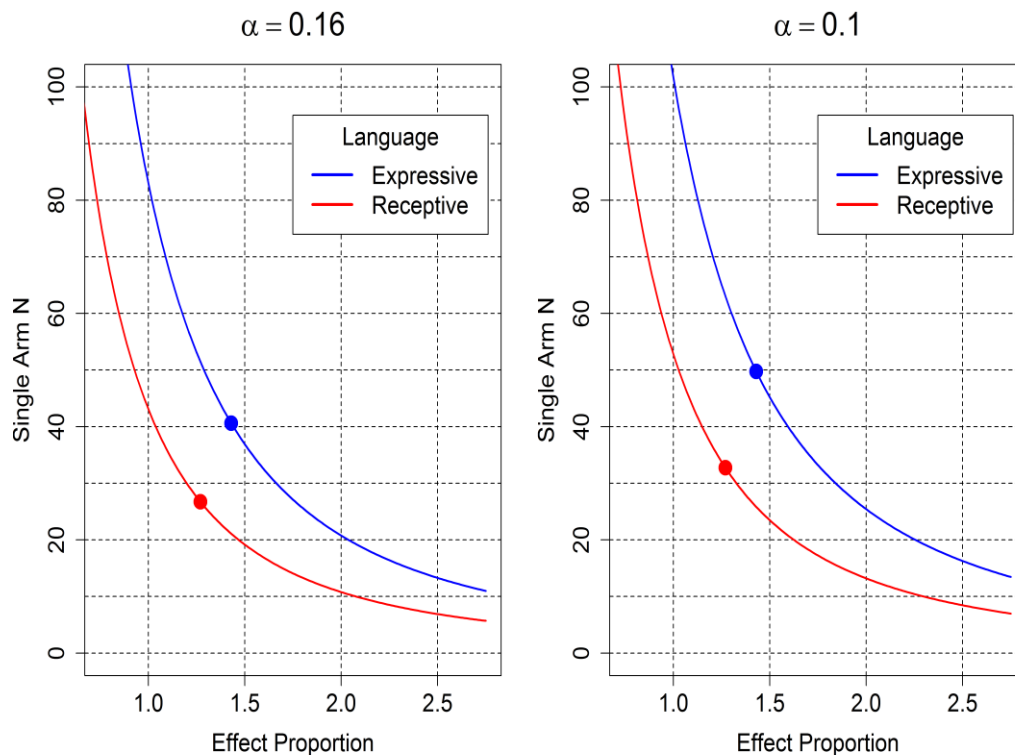 α = 0.16
100
80
60
40
20
0
Single Arm N
Language
Expressive
Receptive
1.0 1.5 2.0 2.5
Effect Proportion
α = 0.1
100
80
60
40
20
0
Single Arm N
Language
Expressive
Receptive
1.0 1.5 2.0 2.5
Effect Proportion